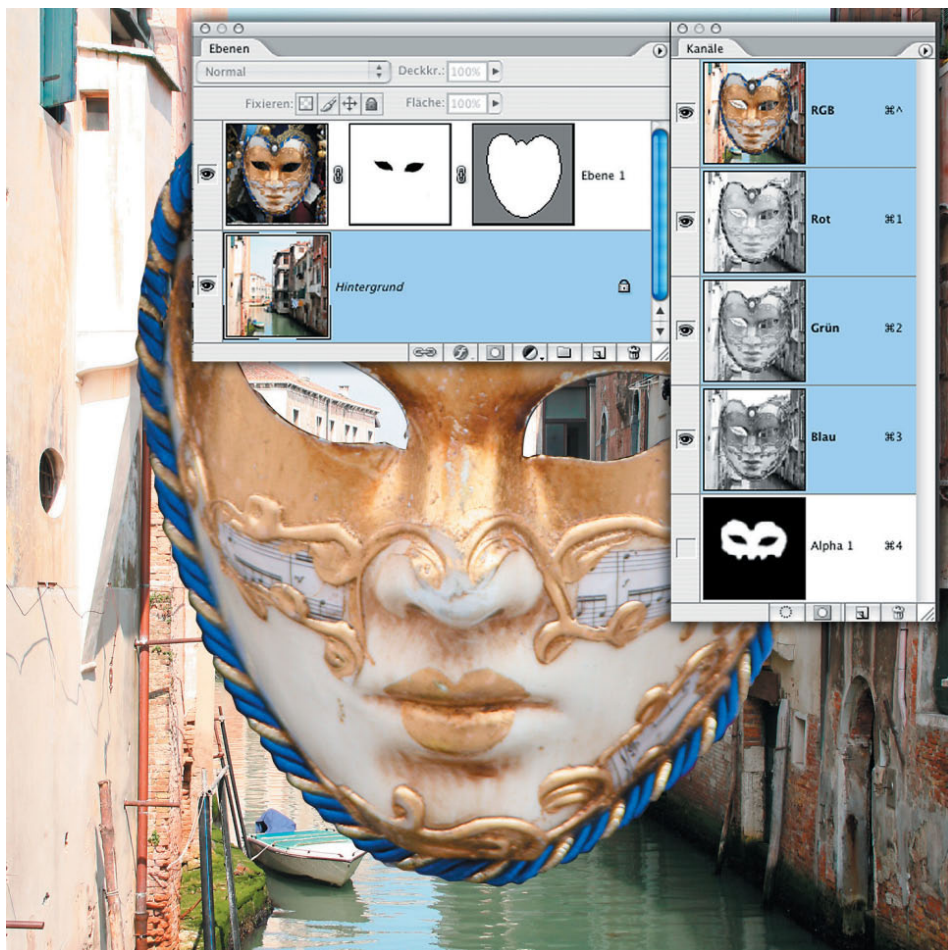 Ebenen
Normal
Deckkr.: 100%
Fixieren:
Fläche: 100%
Ebene 1
Hintergrund
Kanäle
RGB ⌘^
Rot ⌘1
Grün ⌘2
Blau ⌘3
Alpha 1 ⌘4